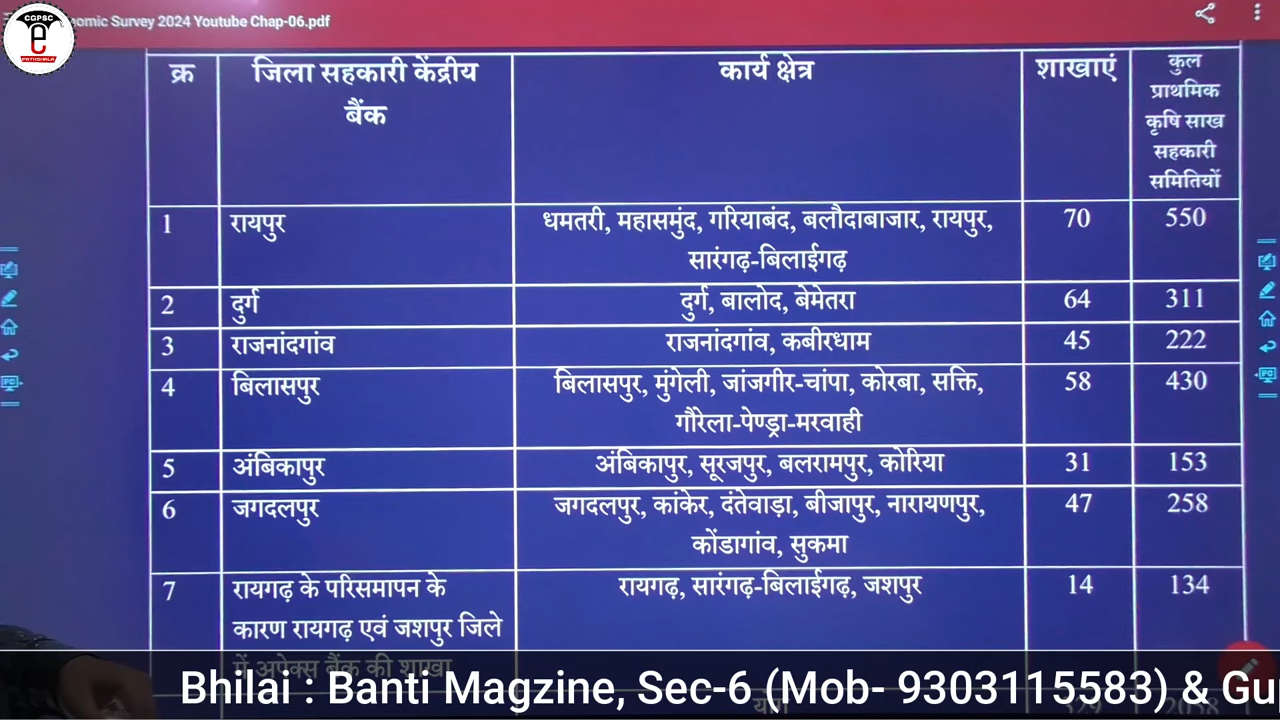 CGPSC
e
PATHSHALA
omic Survey 2024 Youtube Chap-06.pdf
क्र जिला सहकारी केंद्रीय बैंक कार्य क्षेत्र शाखाएं कुल प्राथमिक कृषि साख सहकारी समितियों
1 रायपुर धमतरी, महासमुंद, गरियाबंद, बलौदाबाजार, रायपुर, 70 550
सारंगढ़-बिलाईगढ़
2 दुर्ग दुर्ग, बालोद, बेमेतरा 64 311
3 राजनांदगांव राजनांदगांव, कबीरधाम 45 222
4 बिलासपुर बिलासपुर, मुंगेली, जांजगीर-चांपा, कोरबा, सक्ति, 58 430
गौरेला-पेण्ड्रा-मरवाही
5 अंबिकापुर अंबिकापुर, सूरजपुर, बलरामपुर, कोरिया 31 153
6 जगदलपुर जगदलपुर, कांकेर, दंतेवाड़ा, बीजापुर, नारायणपुर, 47 258
कोंडागांव, सुकमा
7 रायगढ़ के परिसमापन के रायगढ़, सारंगढ़-बिलाईगढ़, जशपुर 14 134
कारण रायगढ़ एवं जशपुर जिले
में अपेक्स बैंक की शाखा
Bhilai : Banti Magzine, Sec-6 (Mob- 9303115583) & Gu